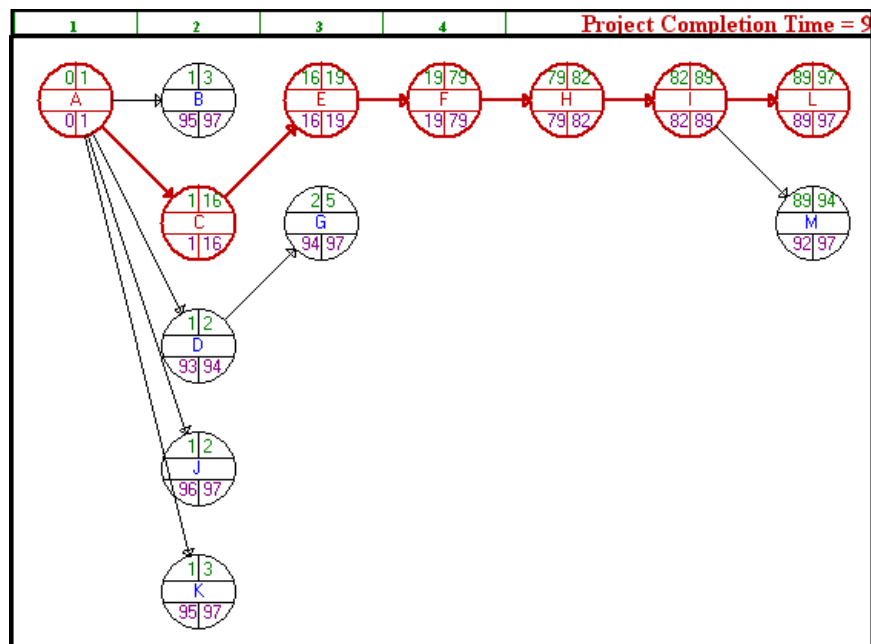 1 2 3 4 Project Completion Time = 9
0 1 1 3 16 19 19 79 79 82 82 89 89 97
A B E F H I L
0 1 95 97 16 19 19 79 79 82 82 89 89 97
1 16 2 5 89 94
C G M
1 16 94 97 92 97
1 2
D
93 94
1 2
J
96 97
1 3
K
95 97